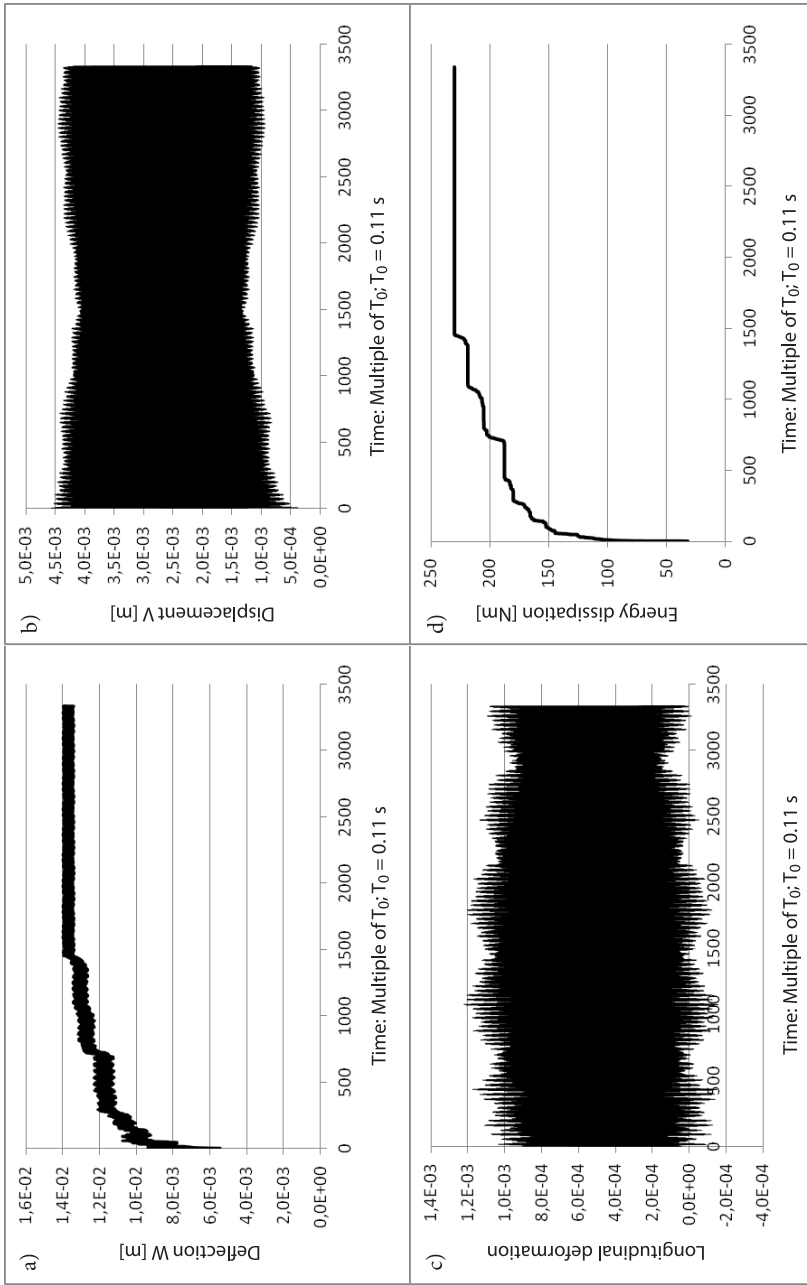 a)
Deflection W [m]
1,6E-02
1,4E-02
1,2E-02
1,0E-02
8,0E-03
6,0E-03
4,0E-03
2,0E-03
0,0E+00
0
500
1000
1500
2000
2500
3000
3500
Time: Multiple of T0; T0 = 0.11 s
b)
Displacement V [m]
5,0E-03
4,5E-03
4,0E-03
3,5E-03
3,0E-03
2,5E-03
2,0E-03
1,5E-03
1,0E-03
5,0E-04
0,0E+00
0
500
1000
1500
2000
2500
3000
3500
Time: Multiple of T0; T0 = 0.11 s
c)
Longitudinal deformation
1,4E-03
1,2E-03
1,0E-03
8,0E-04
6,0E-04
4,0E-04
2,0E-04
0,0E+00
-2,0E-04
-4,0E-04
0
500
1000
1500
2000
2500
3000
3500
Time: Multiple of T0; T0 = 0.11 s
d)
Energy dissipation [Nm]
250
200
150
100
50
0
0
500
1000
1500
2000
2500
3000
3500
Time: Multiple of T0; T0 = 0.11 s